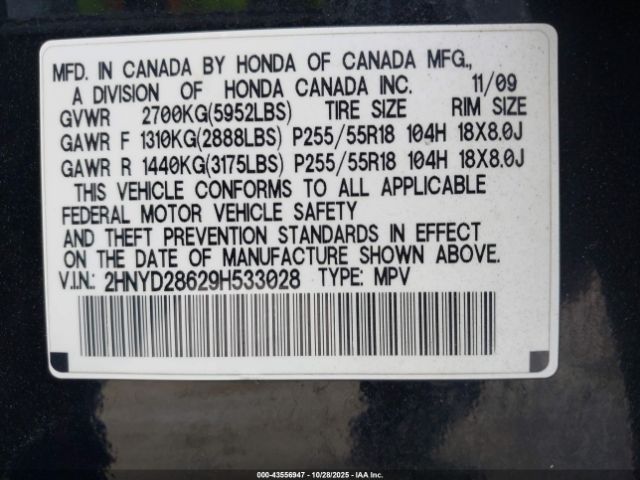 MFD. IN CANADA BY HONDA OF CANADA MFG.,
A DIVISION OF HONDA CANADA INC. 11/09
GVWR 2700KG(5952LBS) TIRE SIZE RIM SIZE
GAWR F 1310KG(2888LBS) P255/55R18 104H 18X8.0J
GAWR R 1440KG(3175LBS) P255/55R18 104H 18X8.0J
THIS VEHICLE CONFORMS TO ALL APPLICABLE
FEDERAL MOTOR VEHICLE SAFETY
AND THEFT PREVENTION STANDARDS IN EFFECT
ON THE DATE OF MANUFACTURE SHOWN ABOVE.
V.I.N.: 2HNYD28629H533028 TYPE: MPV
000-43556947 - 10/28/2025 - IAA Inc.